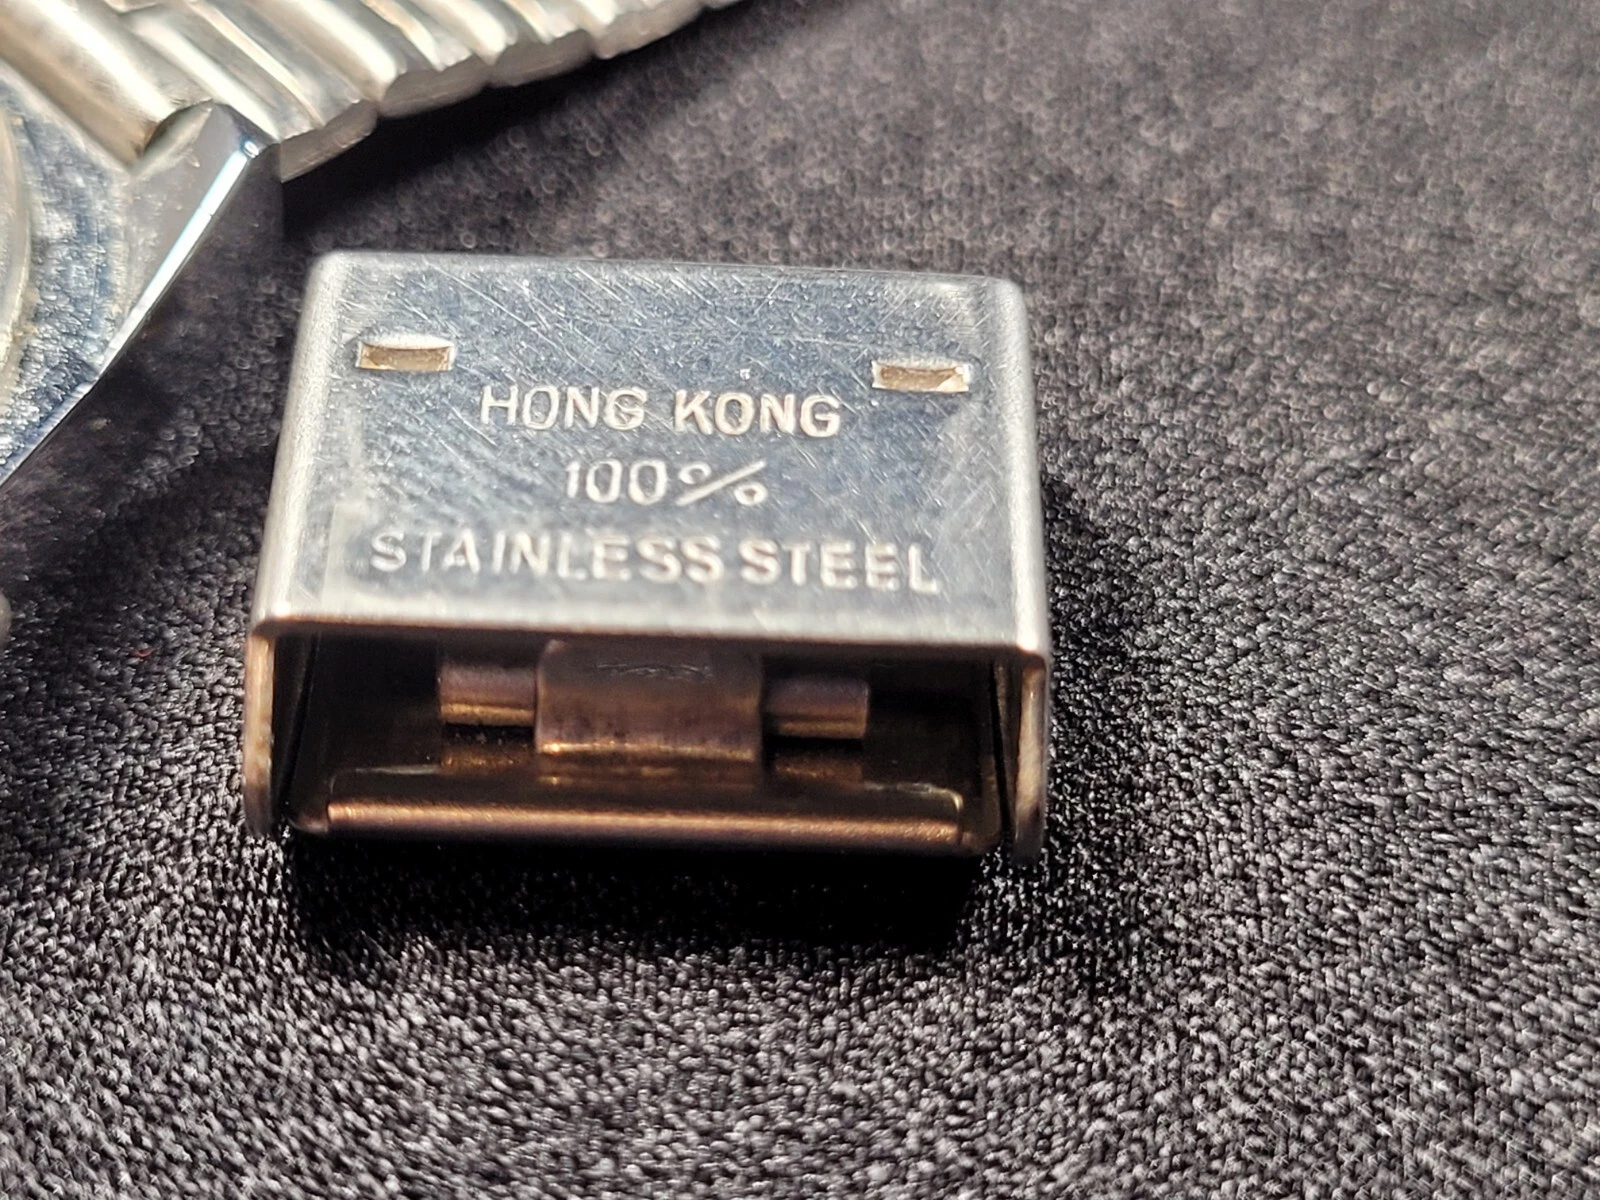 HONG KONG
100%
STAINLESS STEEL